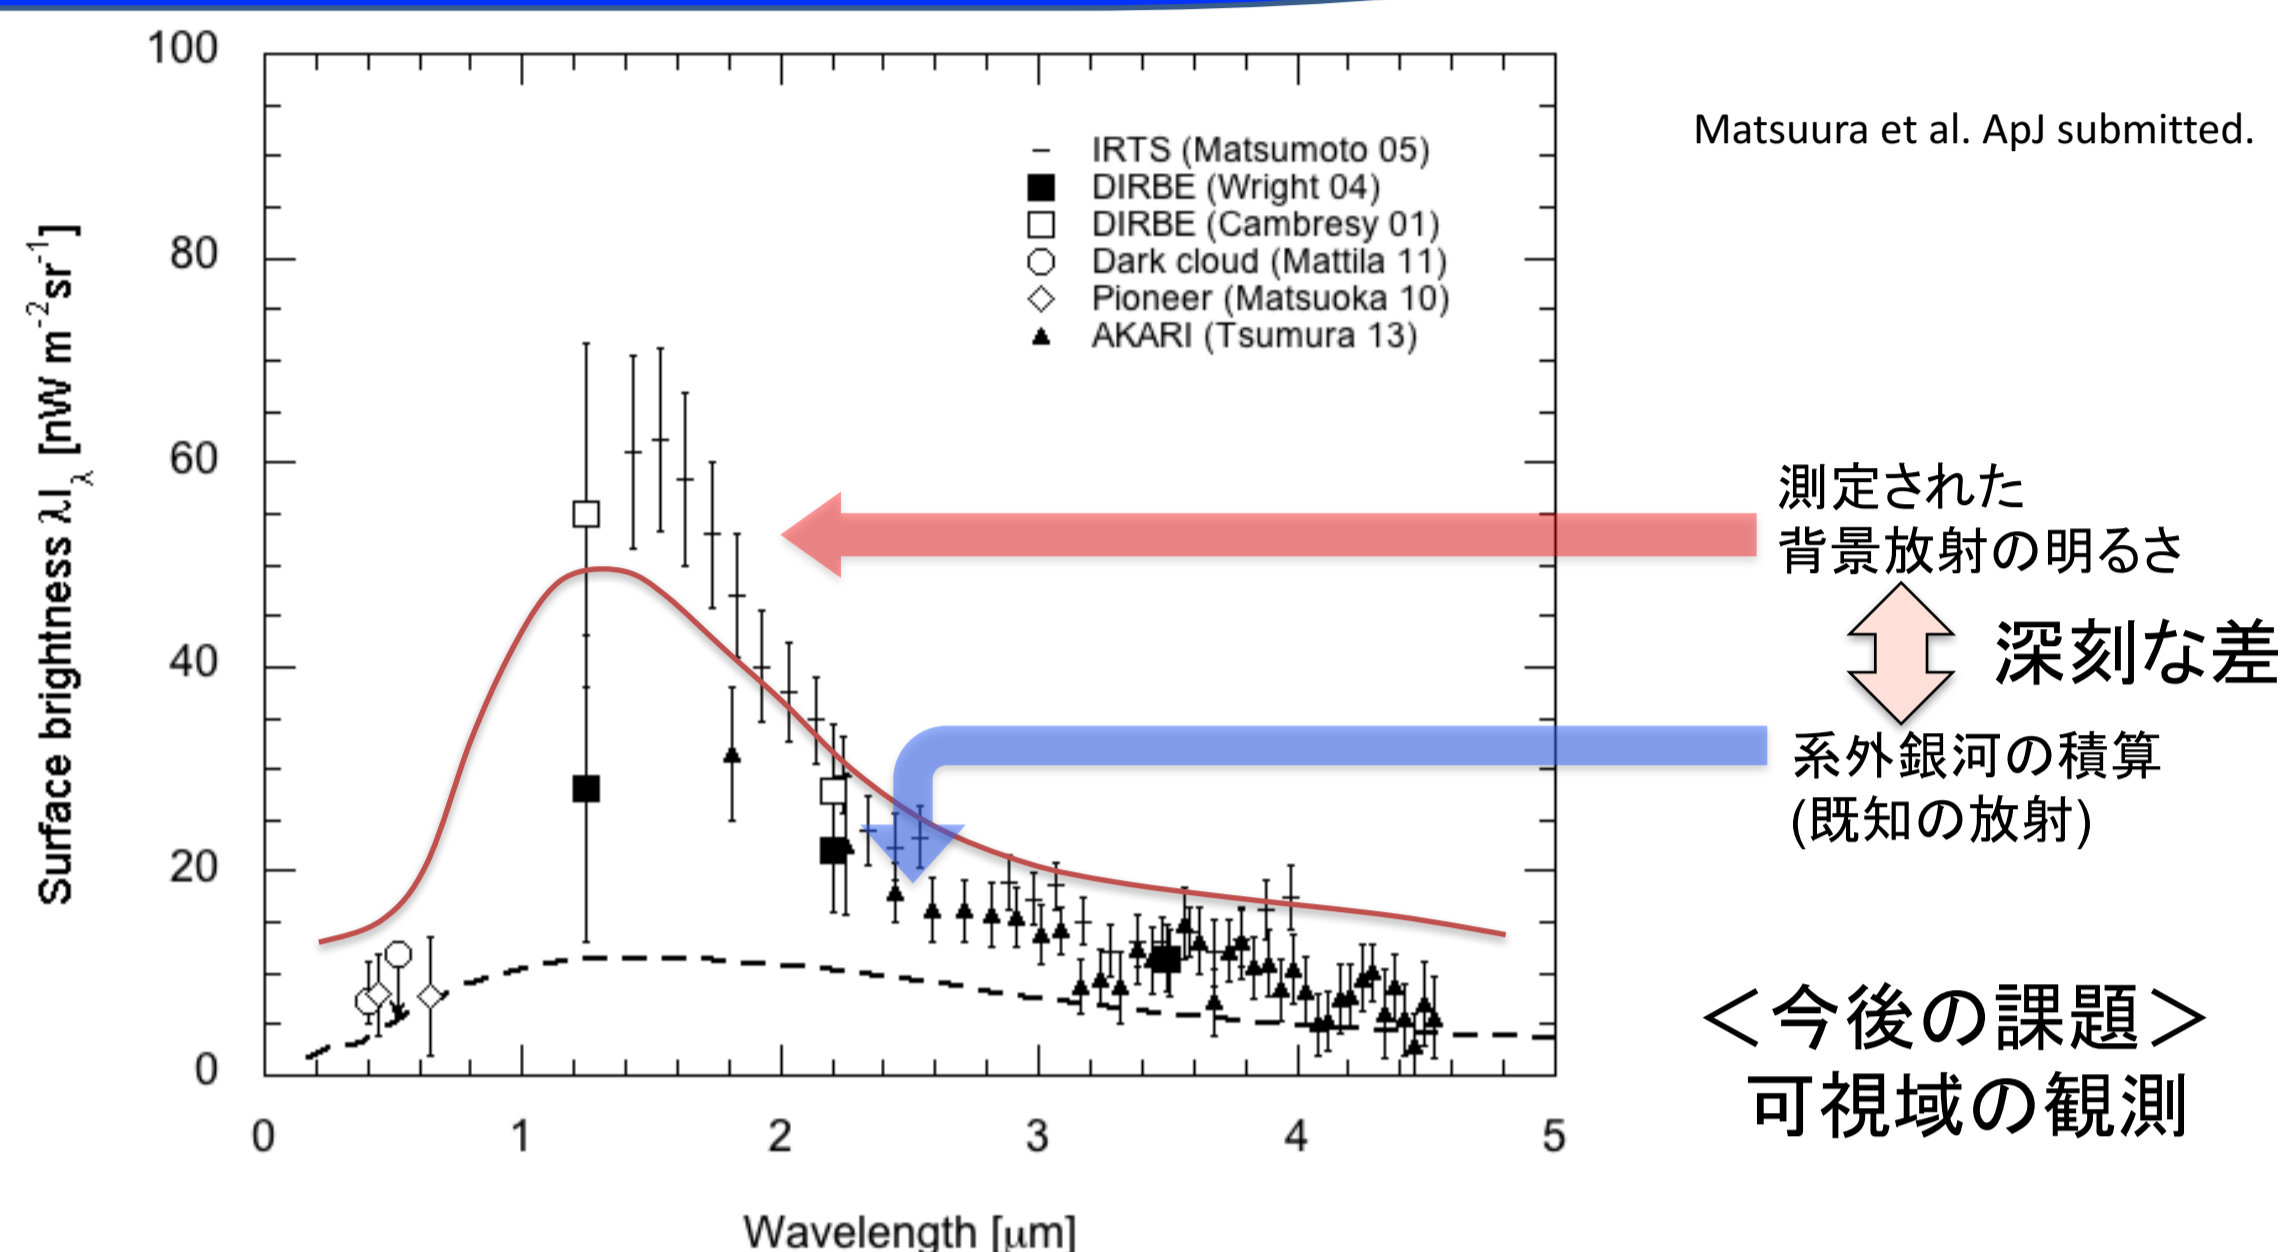 100
80
60
40
20
0
Surface brightness λI_λ [nW m⁻²sr⁻¹]
IRTS (Matsumoto 05)
DIRBE (Wright 04)
DIRBE (Cambresy 01)
Dark cloud (Mattila 11)
Pioneer (Matsuoka 10)
AKARI (Tsumura 13)
0 1 2 3 4 5
Wavelength [μm]
Matsuura et al. ApJ submitted.
測定された
背景放射の明るさ
深刻な差
系外銀河の積算
(既知の放射)
＜今後の課題＞
可視域の観測